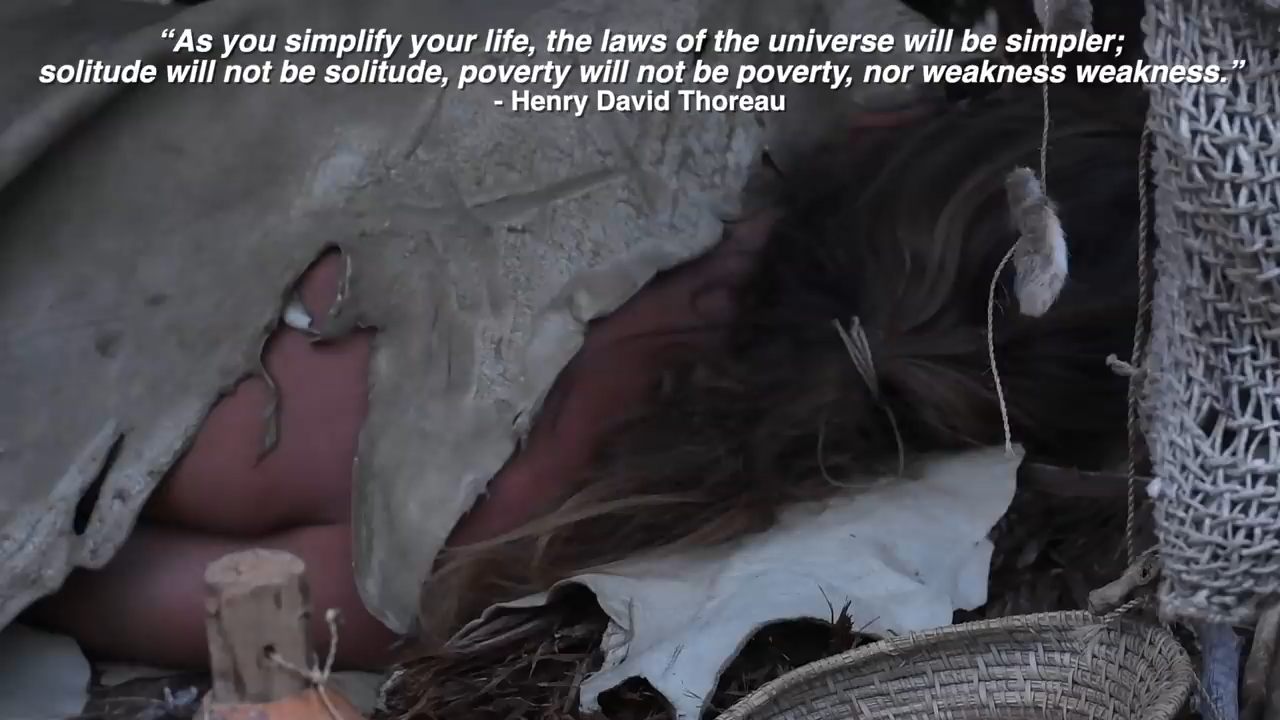 “As you simplify your life, the laws of the universe will be simpler;
solitude will not be solitude, poverty will not be poverty, nor weakness weakness.”
- Henry David Thoreau